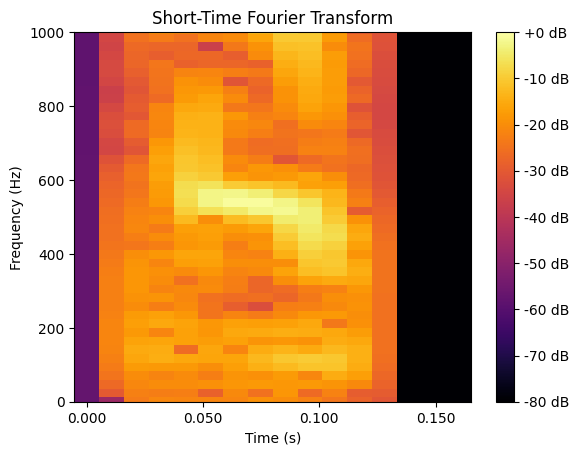 Short-Time Fourier Transform
1000
800
600
400
200
0
Frequency (Hz)
0.000
0.050
0.100
0.150
Time (s)
+0 dB
-10 dB
-20 dB
-30 dB
-40 dB
-50 dB
-60 dB
-70 dB
-80 dB